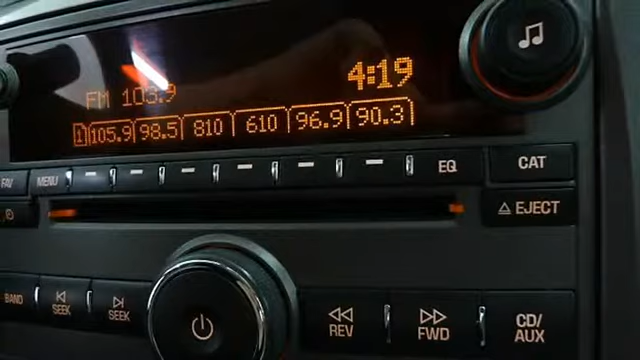 4:19
FM 103.9
1 105.9 98.5 810 610 96.9 90.3
FAV MENU EQ CAT
EJECT
BAND SEEK SEEK REV FWD CD/
AUX